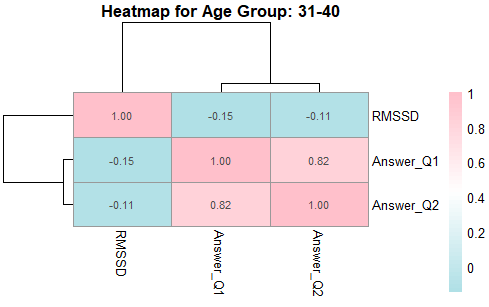 Heatmap for Age Group: 31-40
1.00 -0.15 -0.11 RMSSD
-0.15 1.00 0.82 Answer_Q1
-0.11 0.82 1.00 Answer_Q2
RMSSD Answer_Q1 Answer_Q2
1
0.8
0.6
0.4
0.2
0